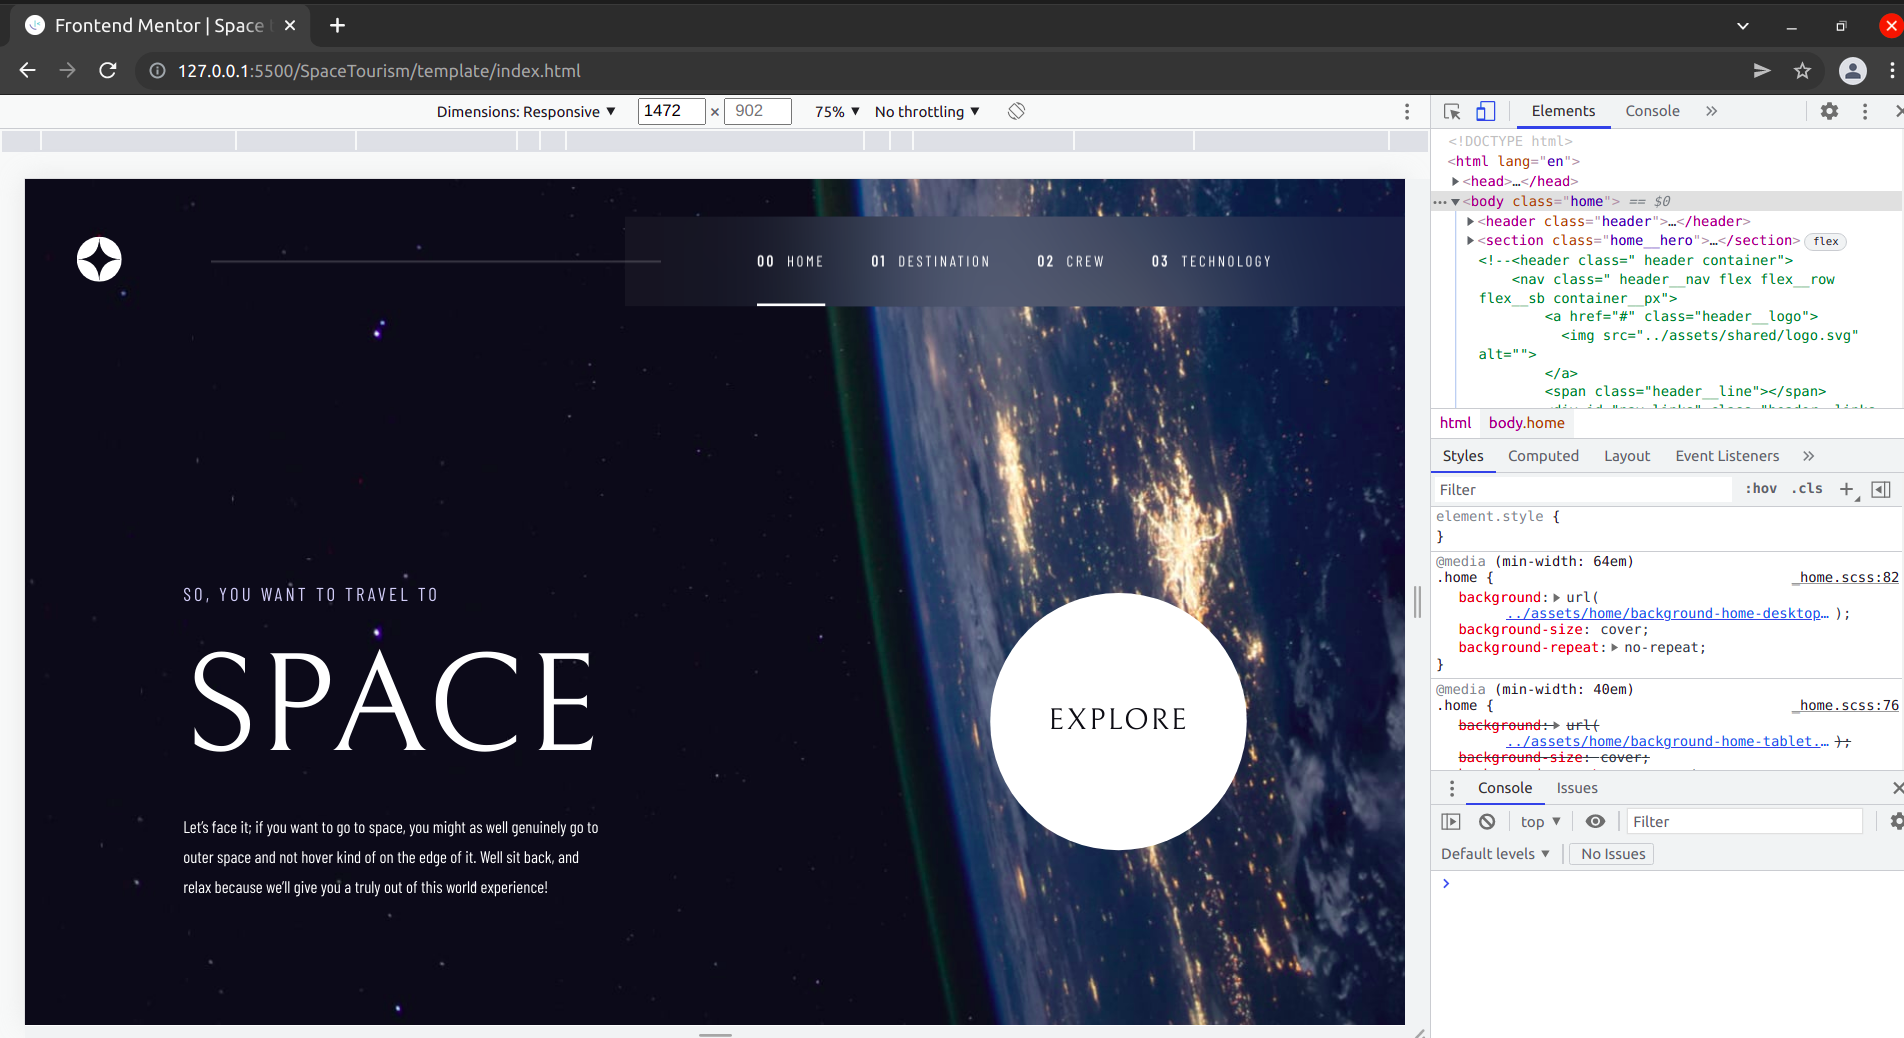 Frontend Mentor | Space
127.0.0.1:5500/SpaceTourism/template/index.html
Dimensions: Responsive ▼ 1472 × 902 75% ▼ No throttling ▼
00 HOME 01 DESTINATION 02 CREW 03 TECHNOLOGY
SO, YOU WANT TO TRAVEL TO
SPACE
Let's face it; if you want to go to space, you might as well genuinely go to
outer space and not hover kind of on the edge of it. Well sit back, and
relax because we'll give you a truly out of this world experience!
EXPLORE
Elements Console »
<!DOCTYPE html>
<html lang="en">
<head>…</head>
<body class="home"> == $0
<header class="header">…</header>
<section class="home__hero">…</section> flex
<!--<header class=" header container">
<nav class=" header__nav flex flex__row
flex__sb container__px">
<a href="#" class="header__logo">
<img src="../assets/shared/logo.svg"
alt="">
</a>
<span class="header__line"></span>
html body.home
Styles Computed Layout Event Listeners »
Filter :hov .cls +
element.style {
}
@media (min-width: 64em)
.home { _home.scss:82
background: url(
../assets/home/background-home-desktop… );
background-size: cover;
background-repeat: no-repeat;
}
@media (min-width: 40em)
.home { _home.scss:76
background: url(
../assets/home/background-home-tablet.… );
background-size: cover;
Console Issues
top ▼ Filter
Default levels ▼ No Issues